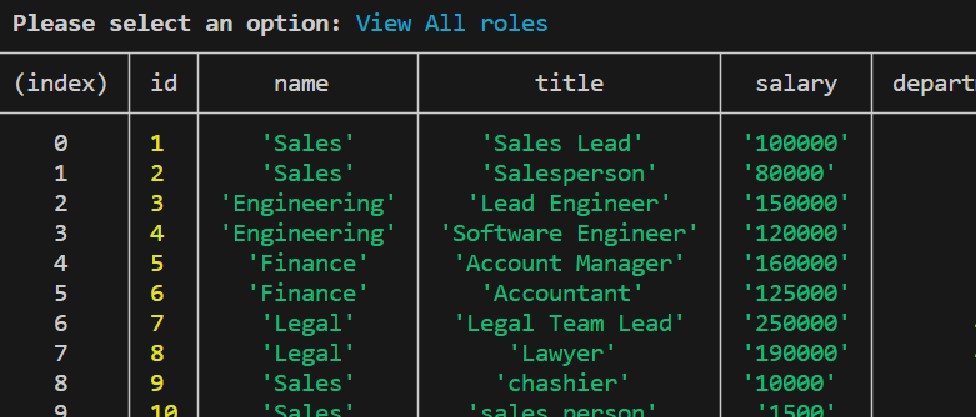 Please select an option: View All roles
(index) id name title salary depart
0 1 'Sales' 'Sales Lead' '100000'
1 2 'Sales' 'Salesperson' '80000'
2 3 'Engineering' 'Lead Engineer' '150000'
3 4 'Engineering' 'Software Engineer' '120000'
4 5 'Finance' 'Account Manager' '160000'
5 6 'Finance' 'Accountant' '125000'
6 7 'Legal' 'Legal Team Lead' '250000'
7 8 'Legal' 'Lawyer' '190000'
8 9 'Sales' 'chashier' '10000'
9 10 'Sales' 'sales person' '1500'